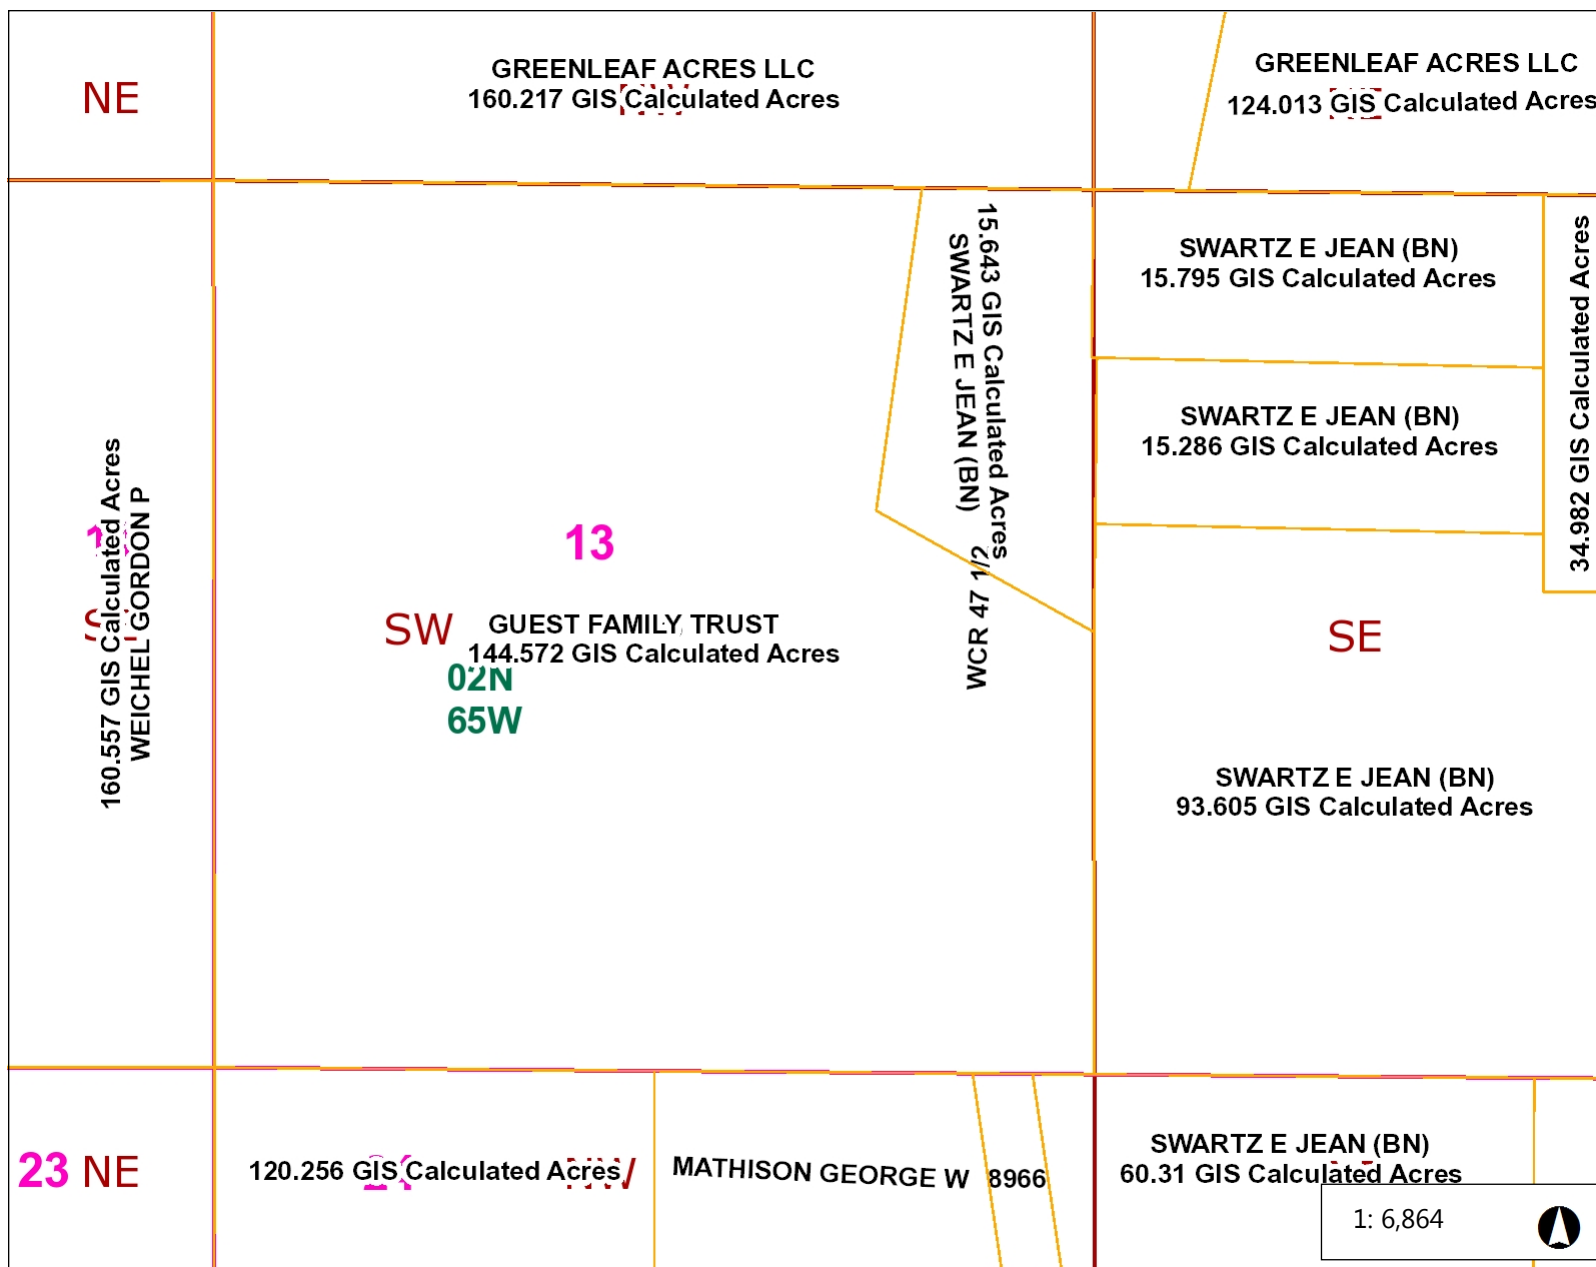 NE
GREENLEAF ACRES LLC
160.217 GIS Calculated Acres
GREENLEAF ACRES LLC
124.013 GIS Calculated Acres
15.643 GIS Calculated Acres
SWARTZ E JEAN (BN)
WCR 47 1/2
SWARTZ E JEAN (BN)
15.795 GIS Calculated Acres
SWARTZ E JEAN (BN)
15.286 GIS Calculated Acres
34.982 GIS Calculated Acres
160.557 GIS Calculated Acres
WEICHEL GORDON P
13
SW
GUEST FAMILY TRUST
144.572 GIS Calculated Acres
02N
65W
SE
SWARTZ E JEAN (BN)
93.605 GIS Calculated Acres
23 NE
120.256 GIS Calculated Acres
NW
MATHISON GEORGE W
8966
SWARTZ E JEAN (BN)
60.31 GIS Calculated Acres
1: 6,864